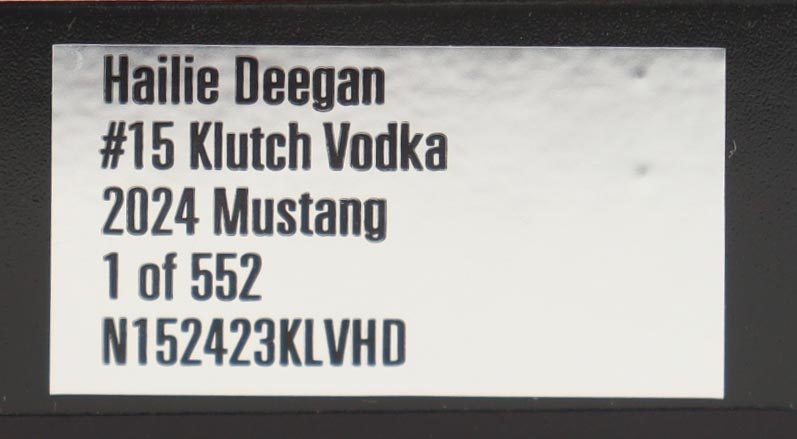 Hailie Deegan
#15 Klutch Vodka
2024 Mustang
1 of 552
N152423KLVHD